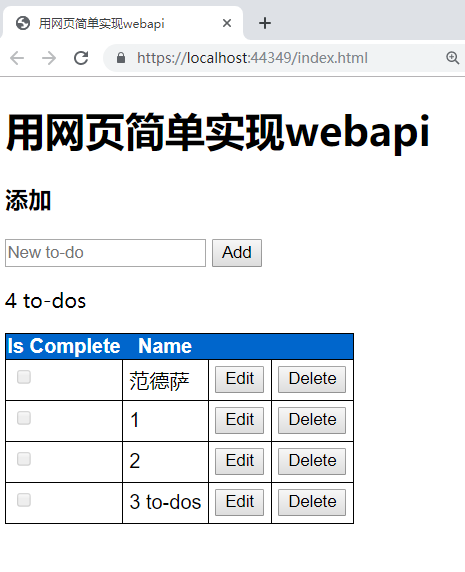 用网页简单实现webapi
https://localhost:44349/index.html
用网页简单实现webapi
添加
New to-do Add
4 to-dos
Is Complete Name
范德萨 Edit Delete
1 Edit Delete
2 Edit Delete
3 to-dos Edit Delete